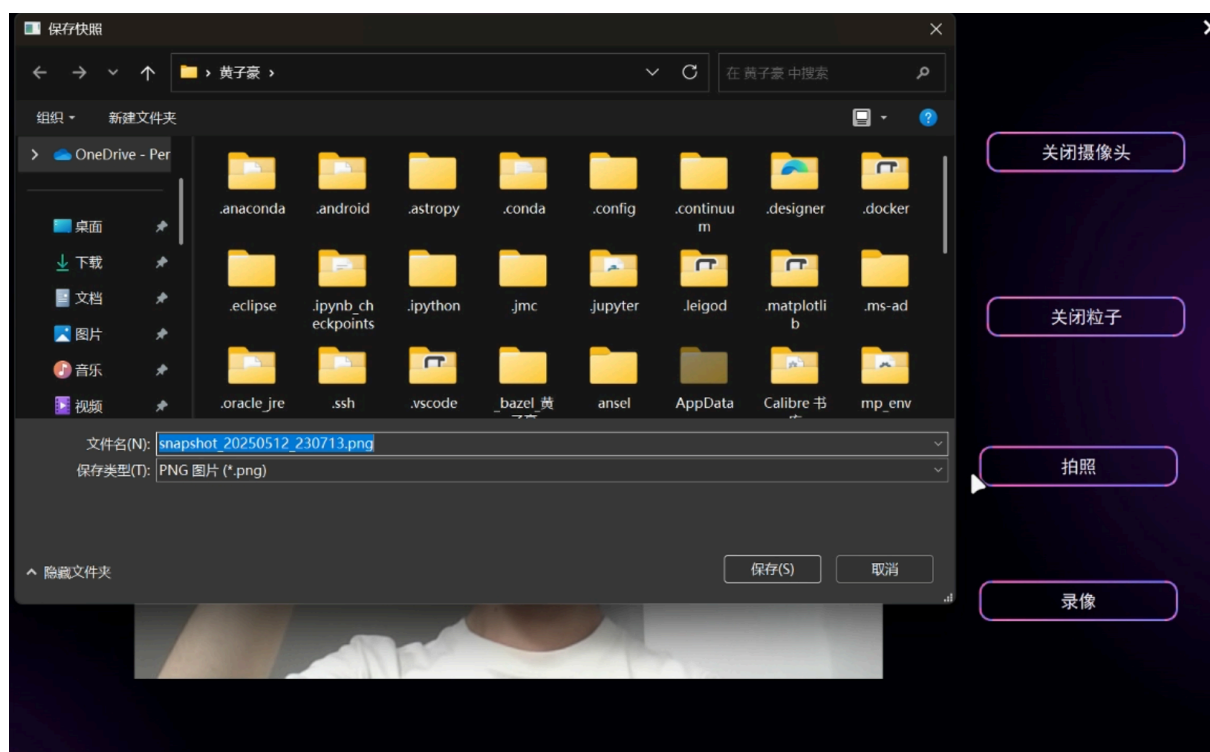 保存快照
黄子豪
在 黄子豪 中搜索
组织
新建文件夹
OneDrive - Per
桌面
下载
文档
图片
音乐
视频
.anaconda
.android
.astropy
.conda
.config
.continuu
m
.designer
.docker
.eclipse
.ipynb_ch
eckpoints
.ipython
.jmc
.jupyter
.leigod
.matplotli
b
.ms-ad
.oracle_jre
.ssh
.vscode
_bazel_黄
ansel
AppData
Calibre 书
mp_env
文件名(N): snapshot_20250512_230713.png
保存类型(T): PNG 图片 (*.png)
隐藏文件夹
保存(S)
取消
关闭摄像头
关闭粒子
拍照
录像